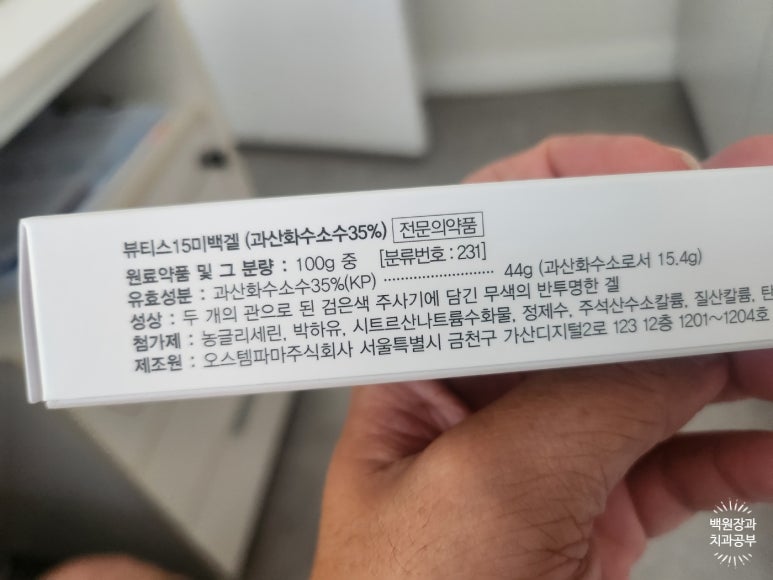 뷰티스15미백겔 (과산화수소수35%) 전문의약품
원료약품 및 그 분량 : 100g 중 [분류번호 : 231]
유효성분 : 과산화수소수35%(KP) ························ 44g (과산화수소로서 15.4g)
성상 : 두 개의 관으로 된 검은색 주사기에 담긴 무색의 반투명한 겔
첨가제 : 농글리세린, 박하유, 시트르산나트륨수화물, 정제수, 주석산수소칼륨, 질산칼륨, 탄
제조원 : 오스템파마주식회사 서울특별시 금천구 가산디지털2로 123 12층 1201~1204호
백원장과
치과공부